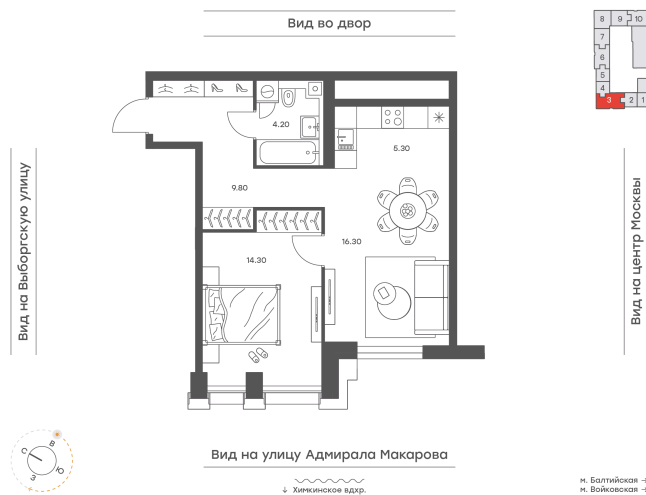 Вид во двор
8 9 10
7
6
5
4
3 2 1
4.20
5.30
9.80
16.30
14.30
Вид на Выборгскую улицу
Вид на центр Москвы
Вид на улицу Адмирала Макарова
С В
З Ю
↓ Химкинское вдхр.
м. Балтийская
м. Войковская